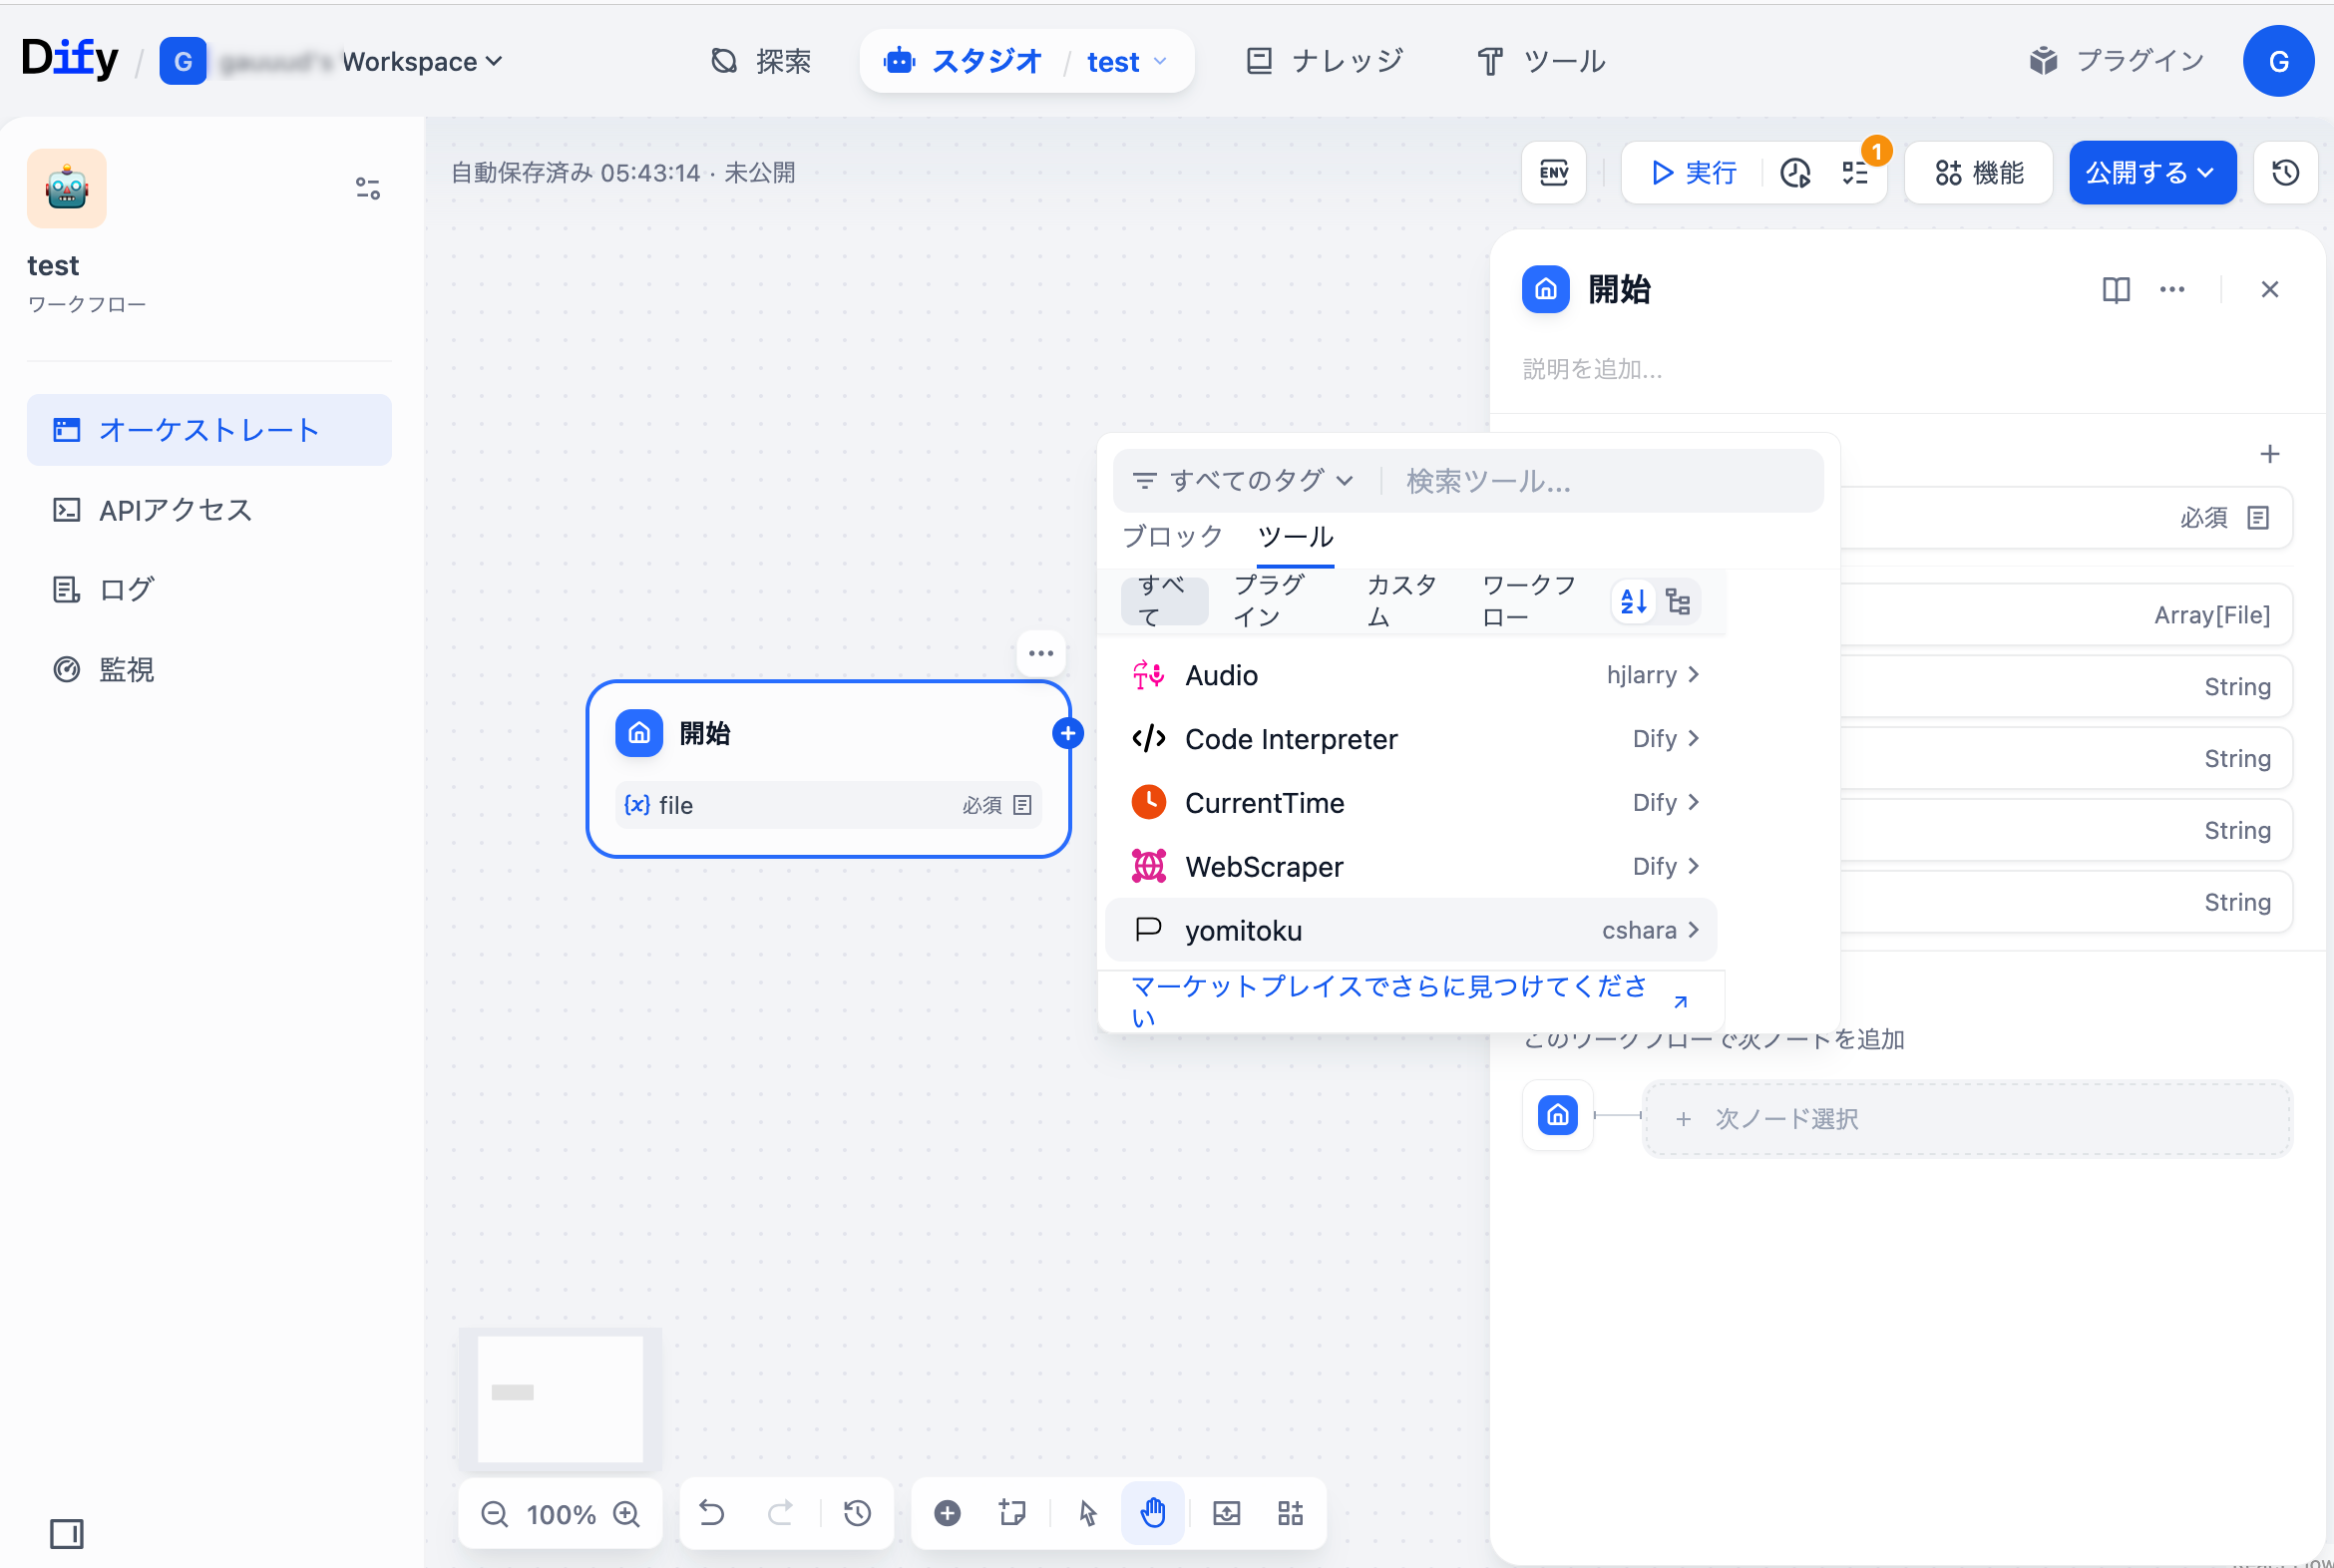 Dify / G Workspace
探索
スタジオ / test
ナレッジ
ツール
プラグイン
G
test
ワークフロー
オーケストレート
APIアクセス
ログ
監視
自動保存済み 05:43:14 · 未公開
ENV
実行
1
機能
公開する
開始
説明を追加...
必須
Array[File]
String
String
String
String
このワークフローで次ノードを追加
+ 次ノード選択
開始
{x} file 必須
すべてのタグ 検索ツール...
ブロック ツール
すべ
て
プラグ
イン
カスタ
ム
ワークフ
ロー
AZ
Audio hjlarry
Code Interpreter Dify
CurrentTime Dify
WebScraper Dify
yomitoku cshara
マーケットプレイスでさらに見つけてくださ
い
100%